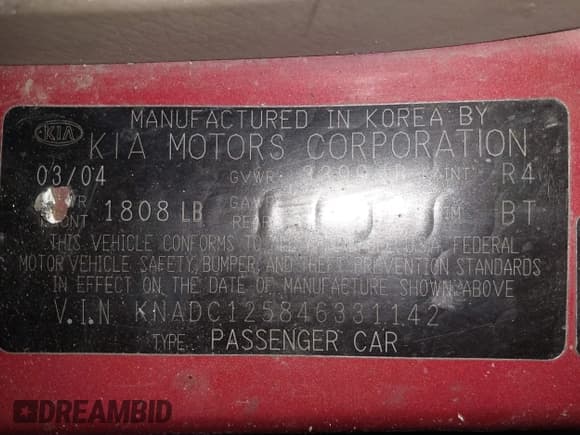 KIA
MANUFACTURED IN KOREA BY
KIA MOTORS CORPORATION
03/04 GVWR R4
1808 LB BT
THIS VEHICLE CONFORMS TO FEDERAL
MOTOR VEHICLE SAFETY, BUMPER, AND THEFT PREVENTION STANDARDS
IN EFFECT ON THE DATE OF MANUFACTURE SHOWN ABOVE
V.I.N KNADC125846331142
TYPE: PASSENGER CAR
DREAMBID